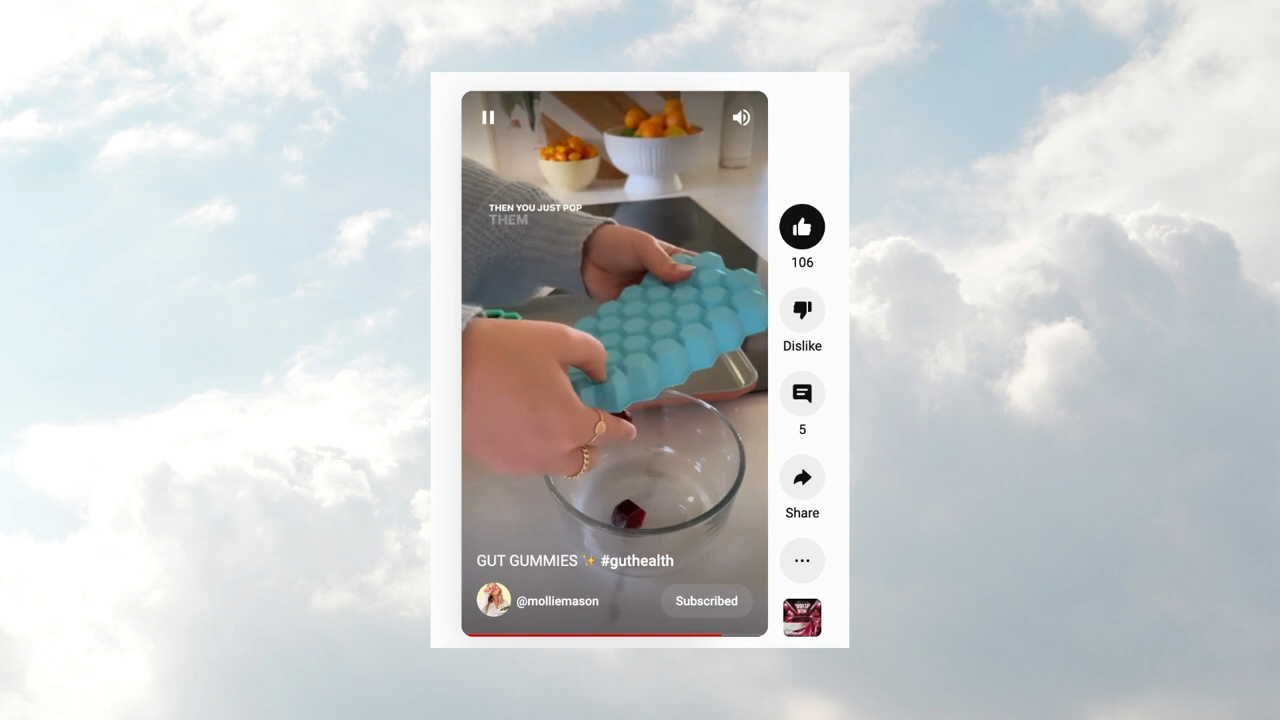 THEN YOU JUST POP
THEM
106
Dislike
5
Share
GUT GUMMIES ✨ #guthealth
@molliemason
Subscribed